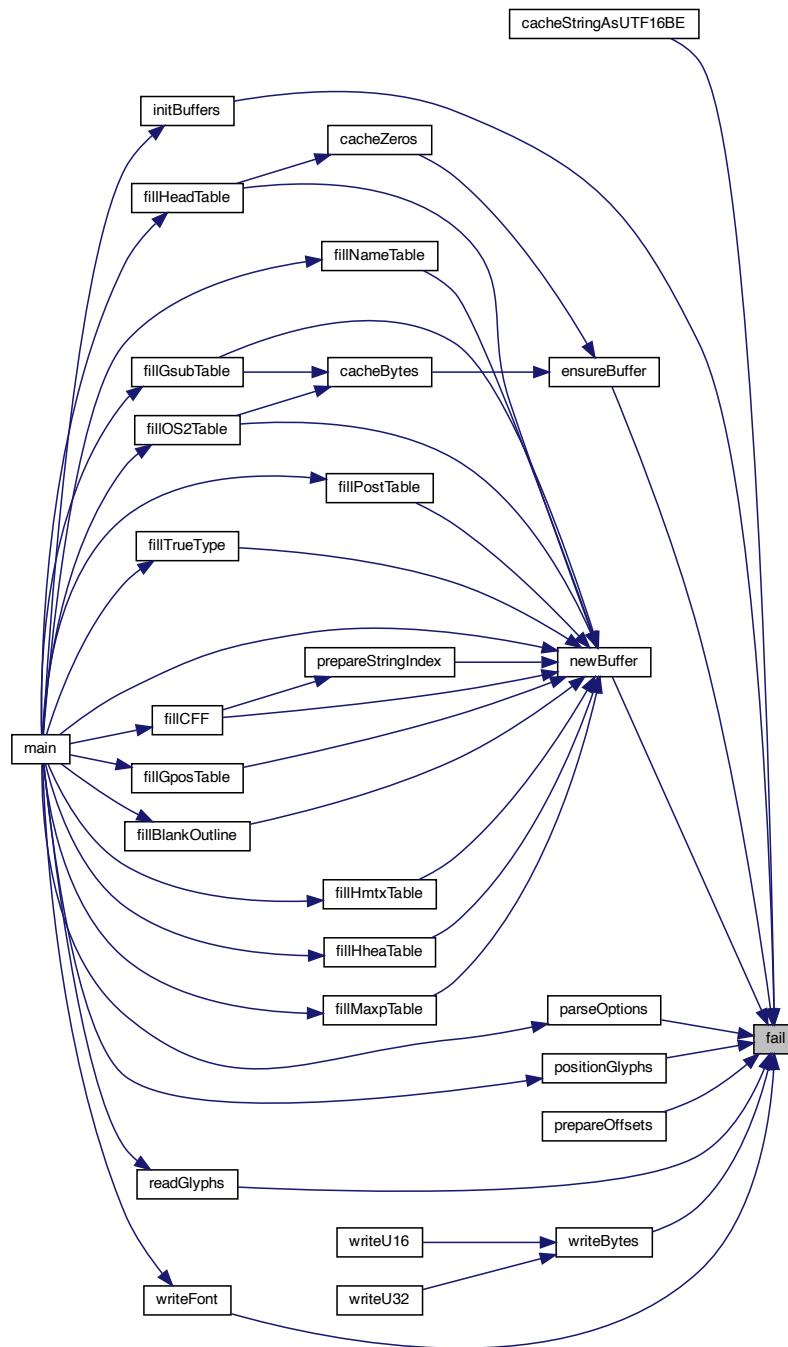 cacheStringAsUTF16BE
initBuffers
cacheZeros
fillHeadTable
fillNameTable
fillGsubTable
cacheBytes
ensureBuffer
fillOS2Table
fillPostTable
fillTrueType
prepareStringIndex
newBuffer
fillCFF
main
fillGposTable
fillBlankOutline
fillHmtxTable
fillHheaTable
fillMaxpTable
parseOptions
fail
positionGlyphs
prepareOffsets
readGlyphs
writeU16
writeBytes
writeFont
writeU32